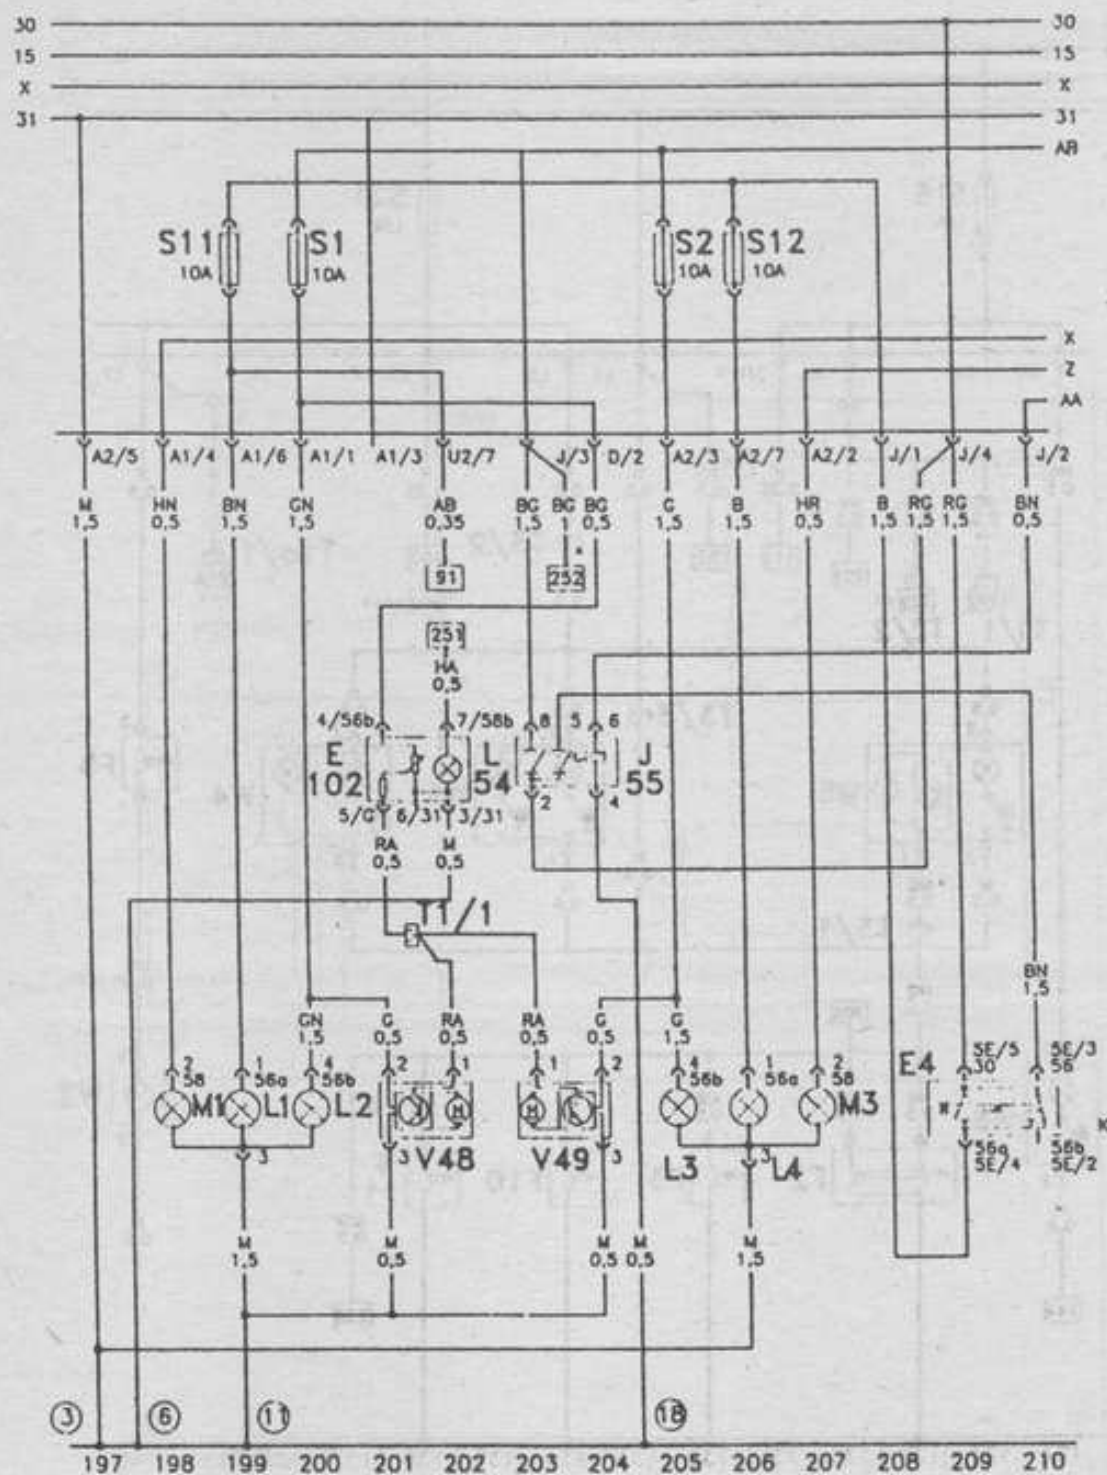 30 30
15 15
X X
31 31
AB
S11 S1 S2 S12
10A 10A 10A 10A
X
Z
AA
A2/5 A1/4 A1/6 A1/1 A1/3 U2/7 J/3 D/2 A2/3 A2/7 A2/2 J/1 J/4 J/2
M HN BN GN AB BG BG BG G B HR B RG RG BN
1,5 0,5 1,5 1,5 0,35 1,5 1 0,5 1,5 1,5 0,5 1,5 1,5 1,5 0,5
91 252
251
HA
0,5
4/56b 7/58b 8 5 6
E L J
102 54 55
5/G 6/31 3/31 2 4
RA M
0,5 0,5
T1/1
BN
1,5
GN G RA RA G G
1,5 0,5 0,5 0,5 0,5 1,5
2 1 4 2 1 1 2 4 1 2 E4 5E/5 5E/3
58 56a 56b 56b 56a 58 30 56
M1 L1 L2 M M M3
K
3 3 V48 V49 3 L3 3 L4 56a 56b
5E/4 5E/2
M M M M M
1,5 0,5 0,5 0,5 1,5
3 6 11 18
197 198 199 200 201 202 203 204 205 206 207 208 209 210